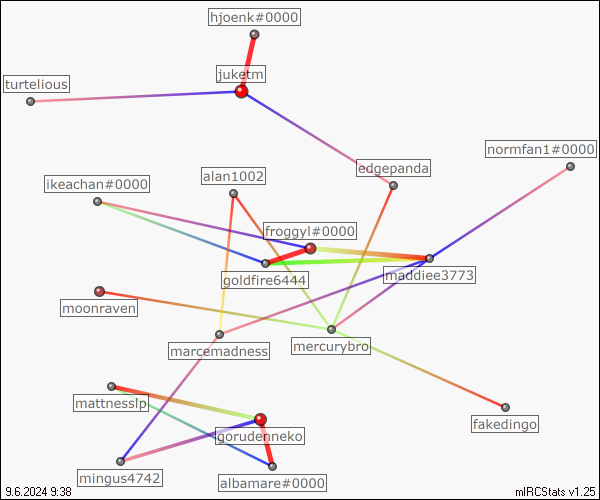 hjoenk#0000
juketm
turtelious
normfan1#0000
edgepanda
alan1002
ikeachan#0000
froggyl#0000
goldfire6444
maddiee3773
moonraven
marcemadness
mercurybro
mattnesslp
fakedingo
gorudenneko
mingus4742
albamare#0000
9.6.2024 9:38
mIRCStats v1.25